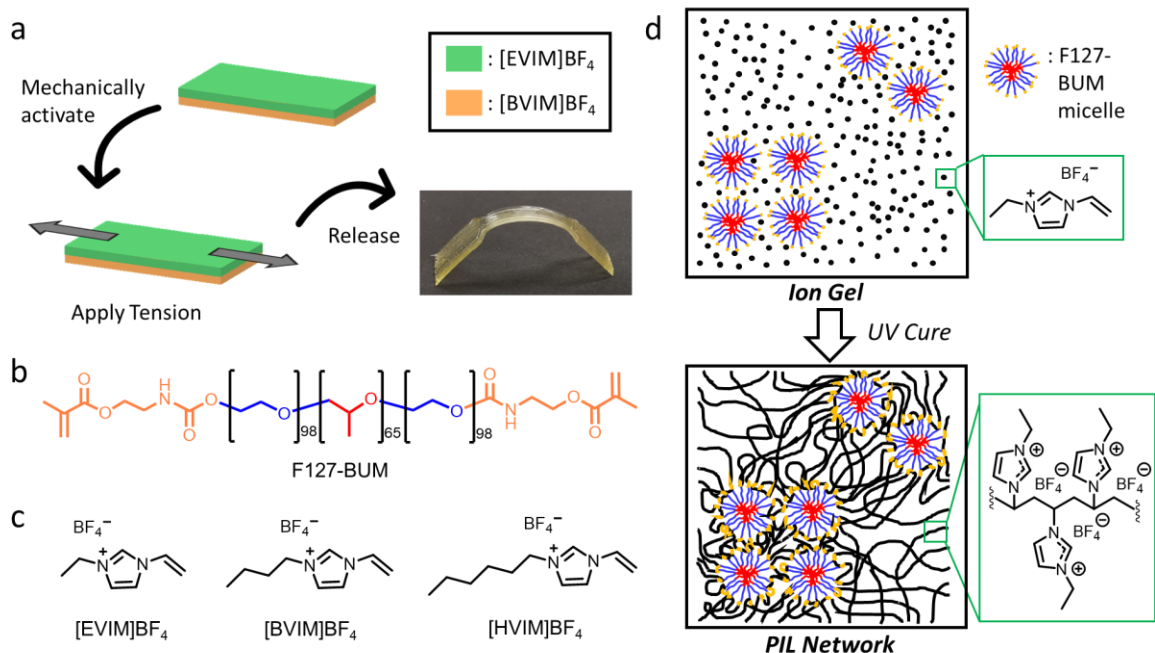 a
Mechanically
activate
Apply Tension
Release
: [EVIM]BF₄
: [BVIM]BF₄
b
H
N
O
O
O
O
O
98
O
65
O
98
O
O
N
H
O
O
F127-BUM
c
BF₄⁻
N
+
N
[EVIM]BF₄
BF₄⁻
N
+
N
[BVIM]BF₄
BF₄⁻
N
+
N
[HVIM]BF₄
d
: F127-
BUM
micelle
BF₄⁻
N
+
N
Ion Gel
UV Cure
N
⊕
N
BF₄
⊖
N
⊕
N
BF₄
⊖
BF₄
⊖
N
N
⊕
PIL Network